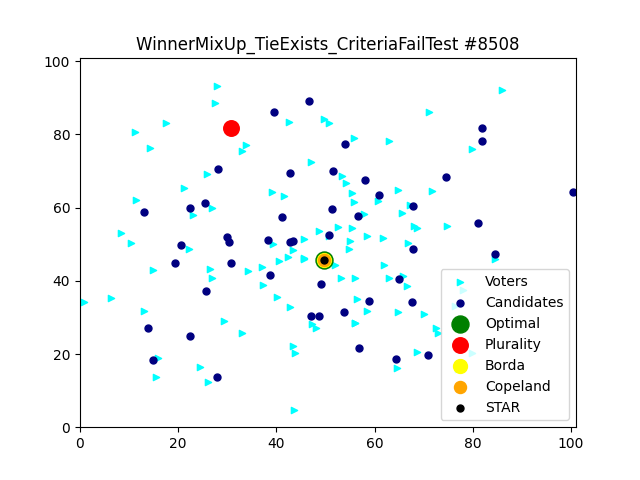 WinnerMixUp_TieExists_CriteriaFailTest #8508
100
80
60
40
20
0
Voters
Candidates
Optimal
Plurality
Borda
Copeland
STAR
0 20 40 60 80 100